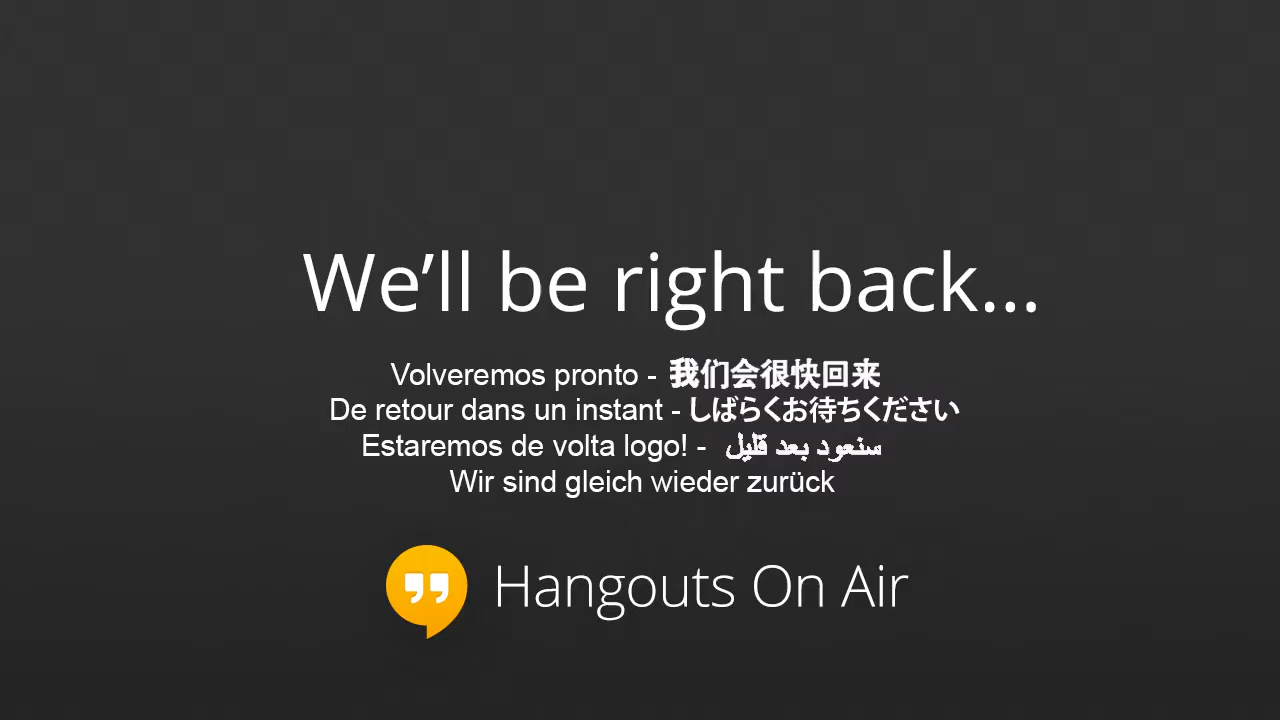 We’ll be right back...
Volveremos pronto - 我们会很快回来
De retour dans un instant - しばらくお待ちください
Estaremos de volta logo! - سنعود بعد قليل
Wir sind gleich wieder zurück
Hangouts On Air